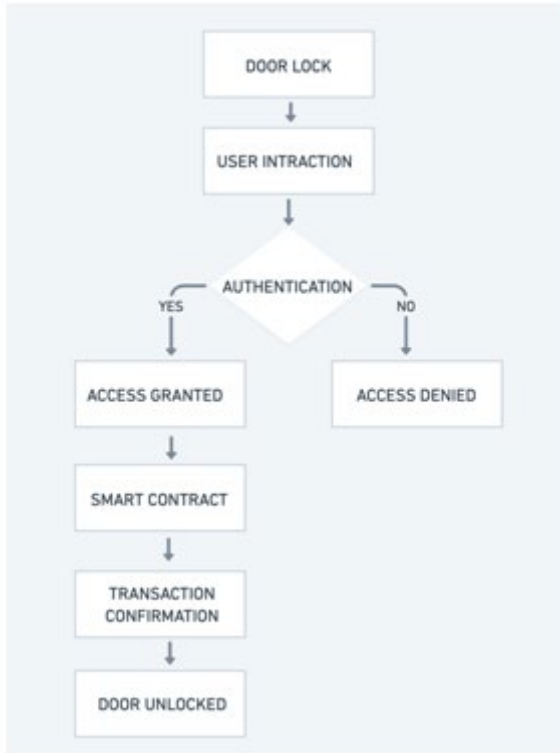 DOOR LOCK
USER INTRACTION
AUTHENTICATION
YES
NO
ACCESS GRANTED
ACCESS DENIED
SMART CONTRACT
TRANSACTION
CONFIRMATION
DOOR UNLOCKED